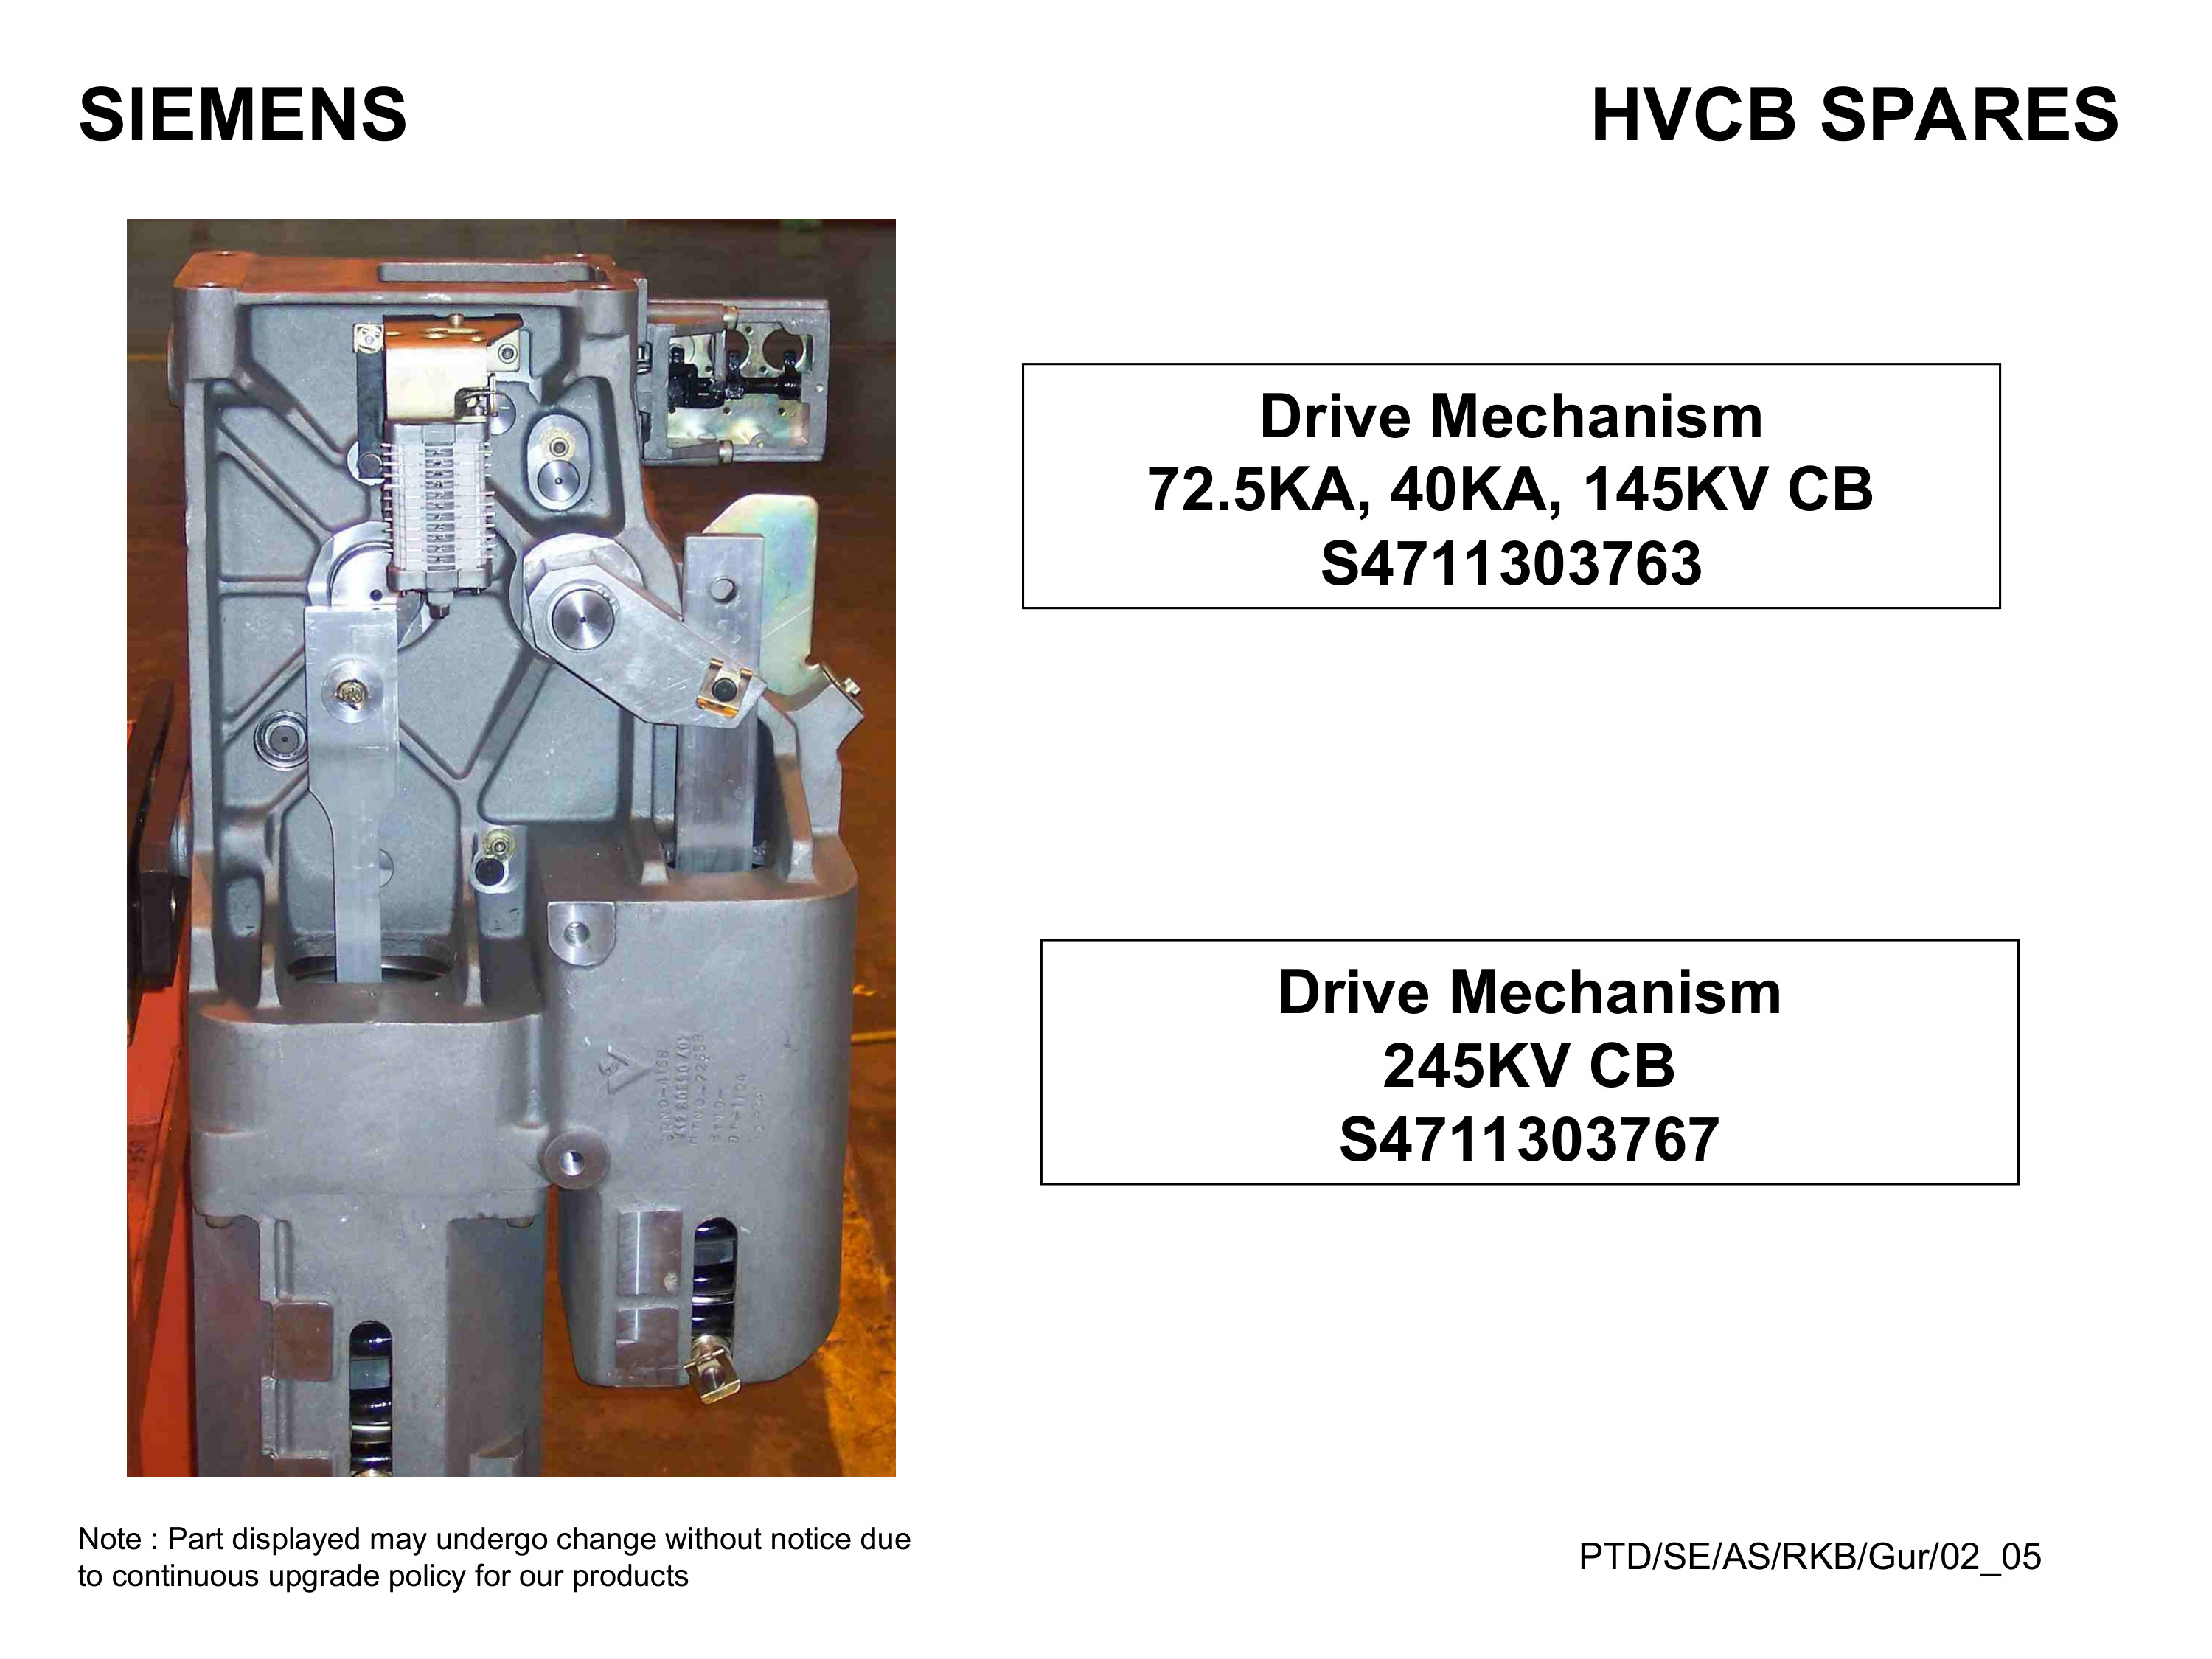 SIEMENS
HVCB SPARES
Drive Mechanism
72.5KA, 40KA, 145KV CB
S4711303763
Drive Mechanism
245KV CB
S4711303767
Note : Part displayed may undergo change without notice due
to continuous upgrade policy for our products
PTD/SE/AS/RKB/Gur/02_05